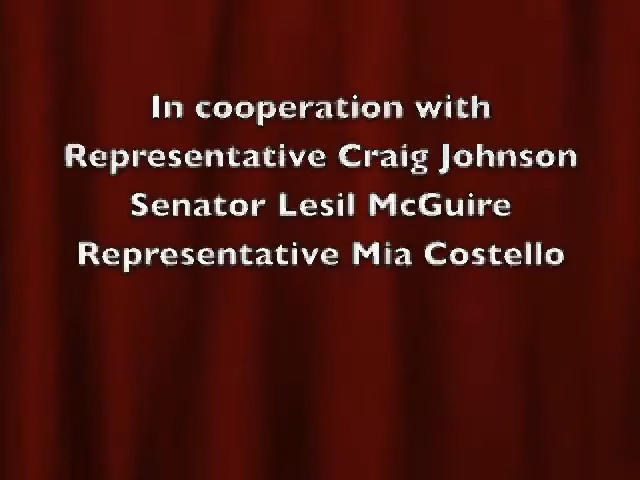 In cooperation with
Representative Craig Johnson
Senator Lesil McGuire
Representative Mia Costello